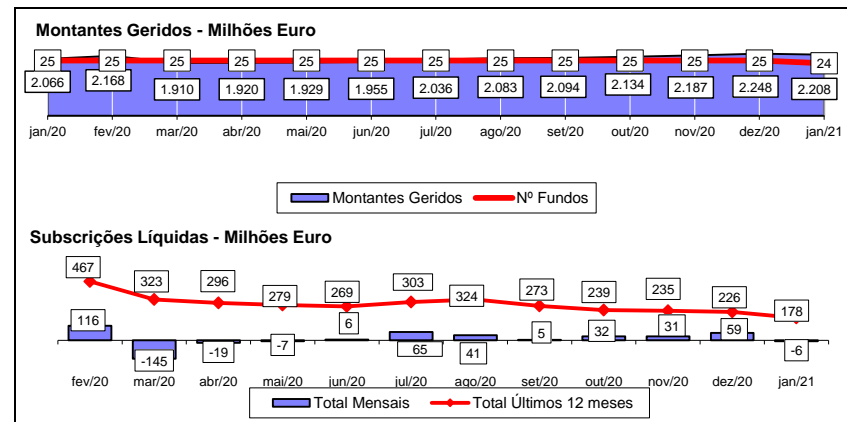 Montantes Geridos - Milhões Euro
25 25 25 25 25 25 25 25 25 25 25 25 24
2.066 2.168 1.910 1.920 1.929 1.955 2.036 2.083 2.094 2.134 2.187 2.248 2.208
jan/20 fev/20 mar/20 abr/20 mai/20 jun/20 jul/20 ago/20 set/20 out/20 nov/20 dez/20 jan/21
Montantes Geridos Nº Fundos
Subscrições Líquidas - Milhões Euro
467 323 296 279 269 303 324 273 239 235 226 178
116 -145 -19 -7 6 65 41 5 32 31 59 -6
fev/20 mar/20 abr/20 mai/20 jun/20 jul/20 ago/20 set/20 out/20 nov/20 dez/20 jan/21
Total Mensais Total Últimos 12 meses